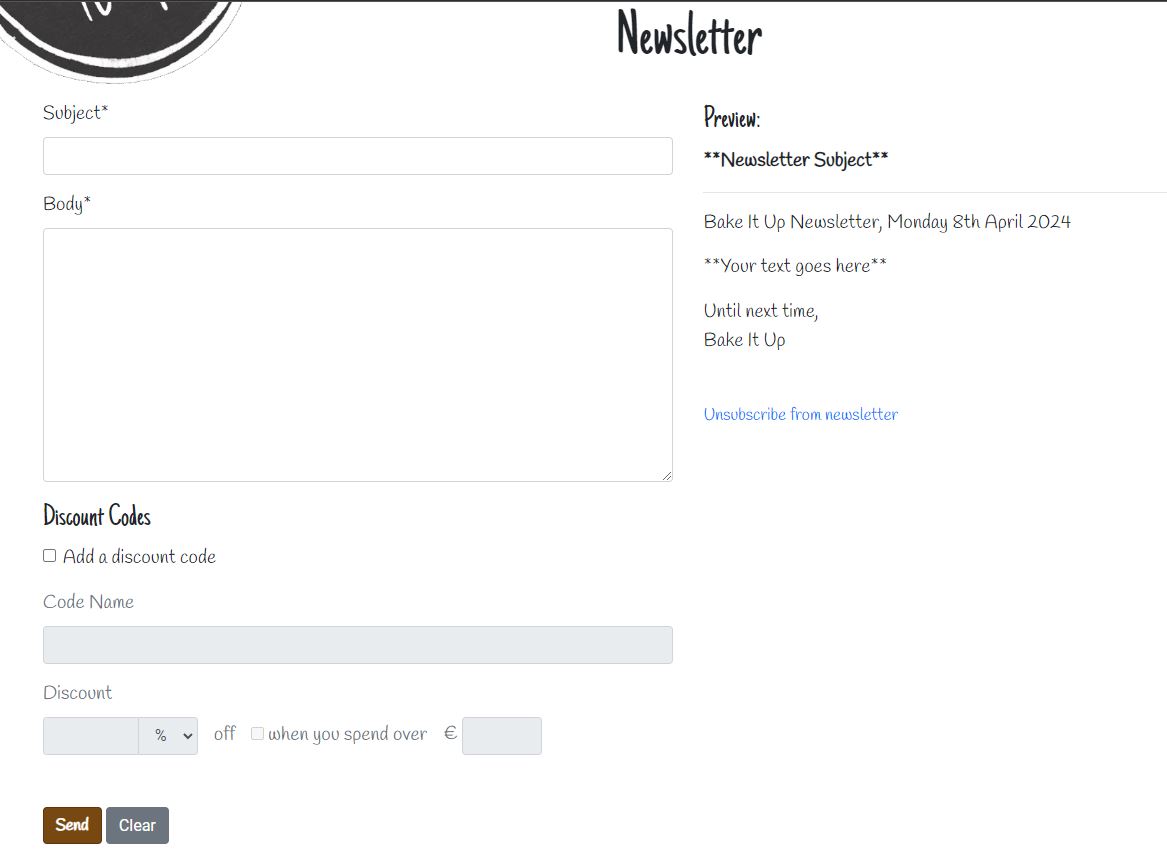 Newsletter
Subject*
Body*
Discount Codes
Add a discount code
Code Name
Discount
% off when you spend over €
Send Clear
Preview:
**Newsletter Subject**
Bake It Up Newsletter, Monday 8th April 2024
**Your text goes here**
Until next time,
Bake It Up
Unsubscribe from newsletter